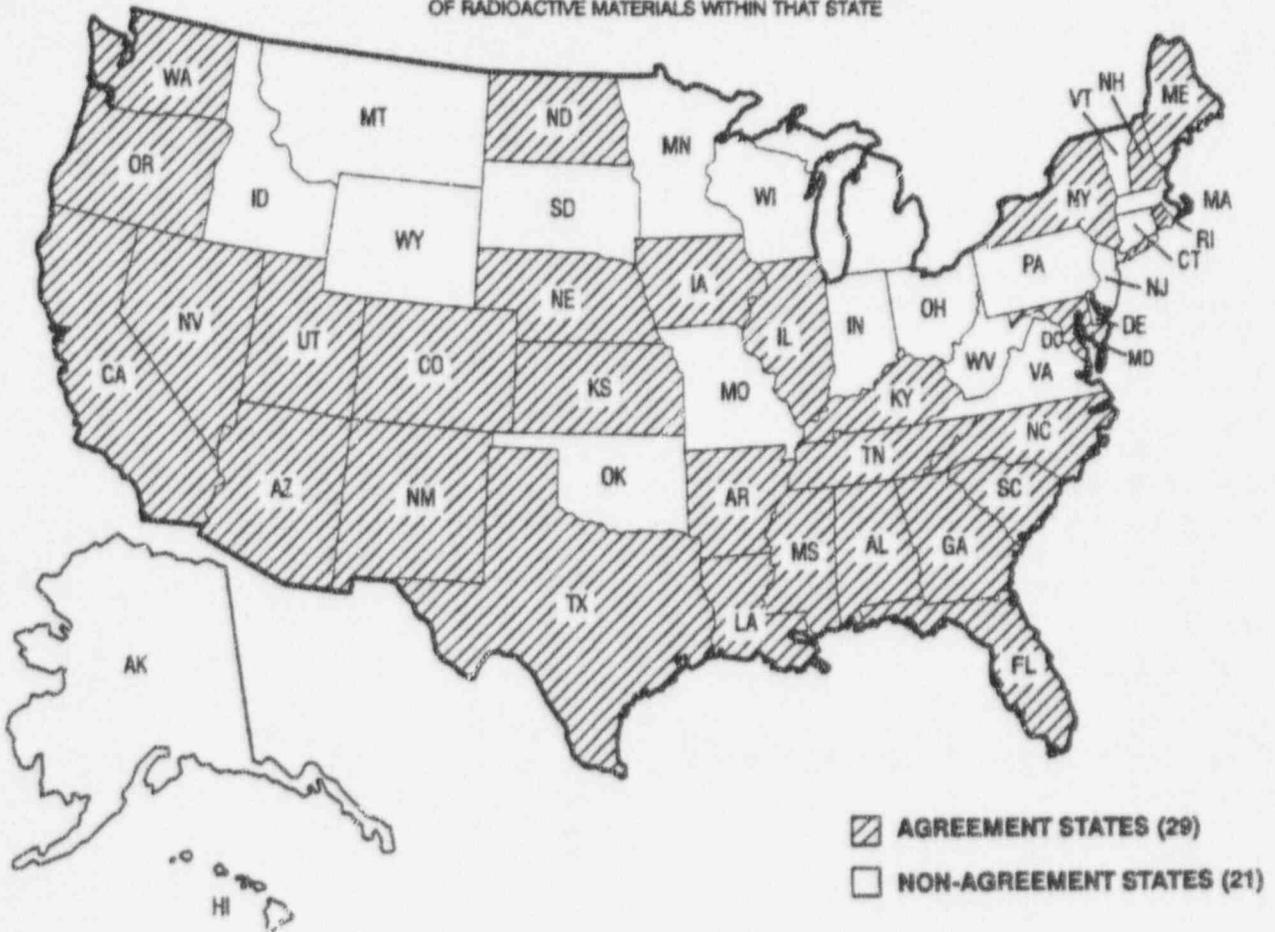 OF RADIOACTIVE MATERIALS WITHIN THAT STATE
WA
MT
ND
MN
VT
NH
ME
OR
ID
SD
WI
NY
MA
WY
RI
CT
PA
NJ
NE
IA
NV
UT
CO
IL
IN
OH
DE
DC
MD
WV
VA
CA
KS
MO
KY
NC
TN
AZ
NM
OK
AR
SC
MS
AL
GA
TX
LA
AK
FL
HI
AGREEMENT STATES (29)
NON-AGREEMENT STATES (21)